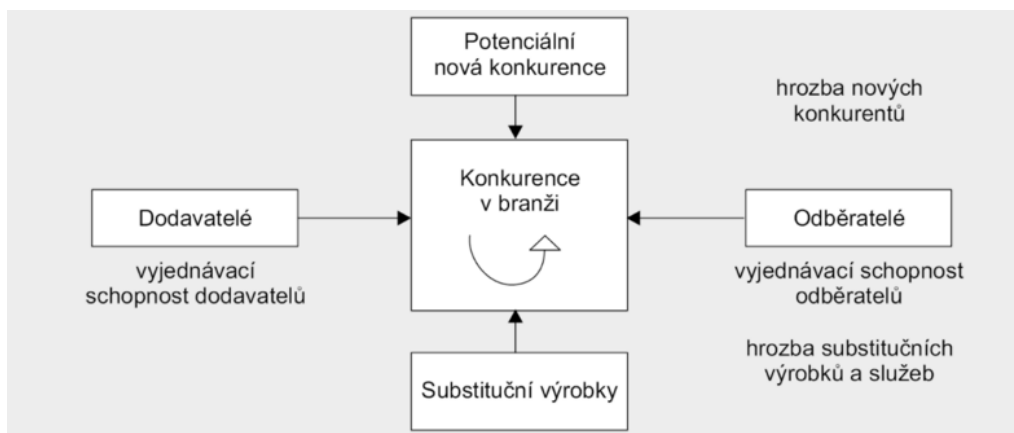 Potenciální
nová konkurence
hrozba nových
konkurentů
Konkurence
v branži
Dodavatelé
Odběratelé
vyjednávací
schopnost dodavatelů
vyjednávací schopnost
odběratelů
hrozba substitučních
výrobků a služeb
Substituční výrobky